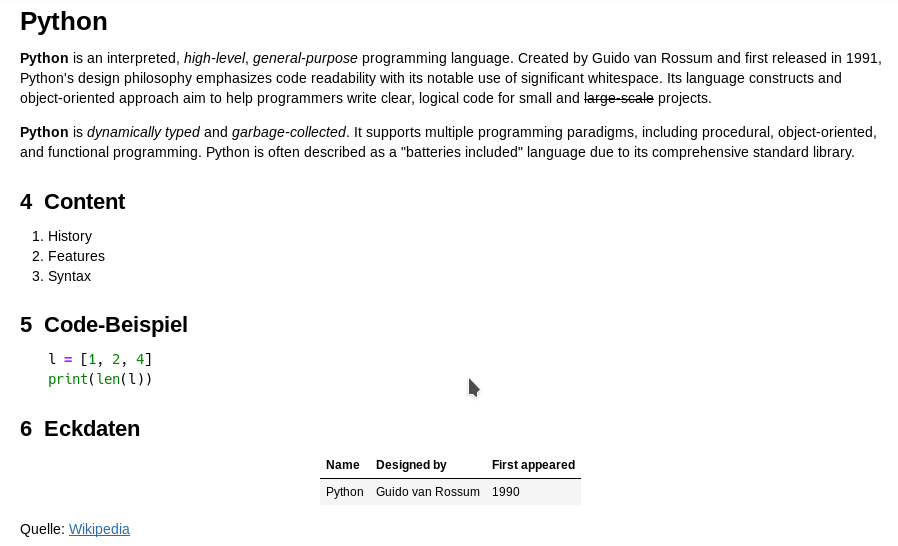 Python
Python is an interpreted, high-level, general-purpose programming language. Created by Guido van Rossum and first released in 1991,
Python's design philosophy emphasizes code readability with its notable use of significant whitespace. Its language constructs and
object-oriented approach aim to help programmers write clear, logical code for small and large-scale projects.
Python is dynamically typed and garbage-collected. It supports multiple programming paradigms, including procedural, object-oriented,
and functional programming. Python is often described as a "batteries included" language due to its comprehensive standard library.
4 Content
1. History
2. Features
3. Syntax
5 Code-Beispiel
l = [1, 2, 4]
print(len(l))
6 Eckdaten
Name Designed by First appeared
Python Guido van Rossum 1990
Quelle: Wikipedia